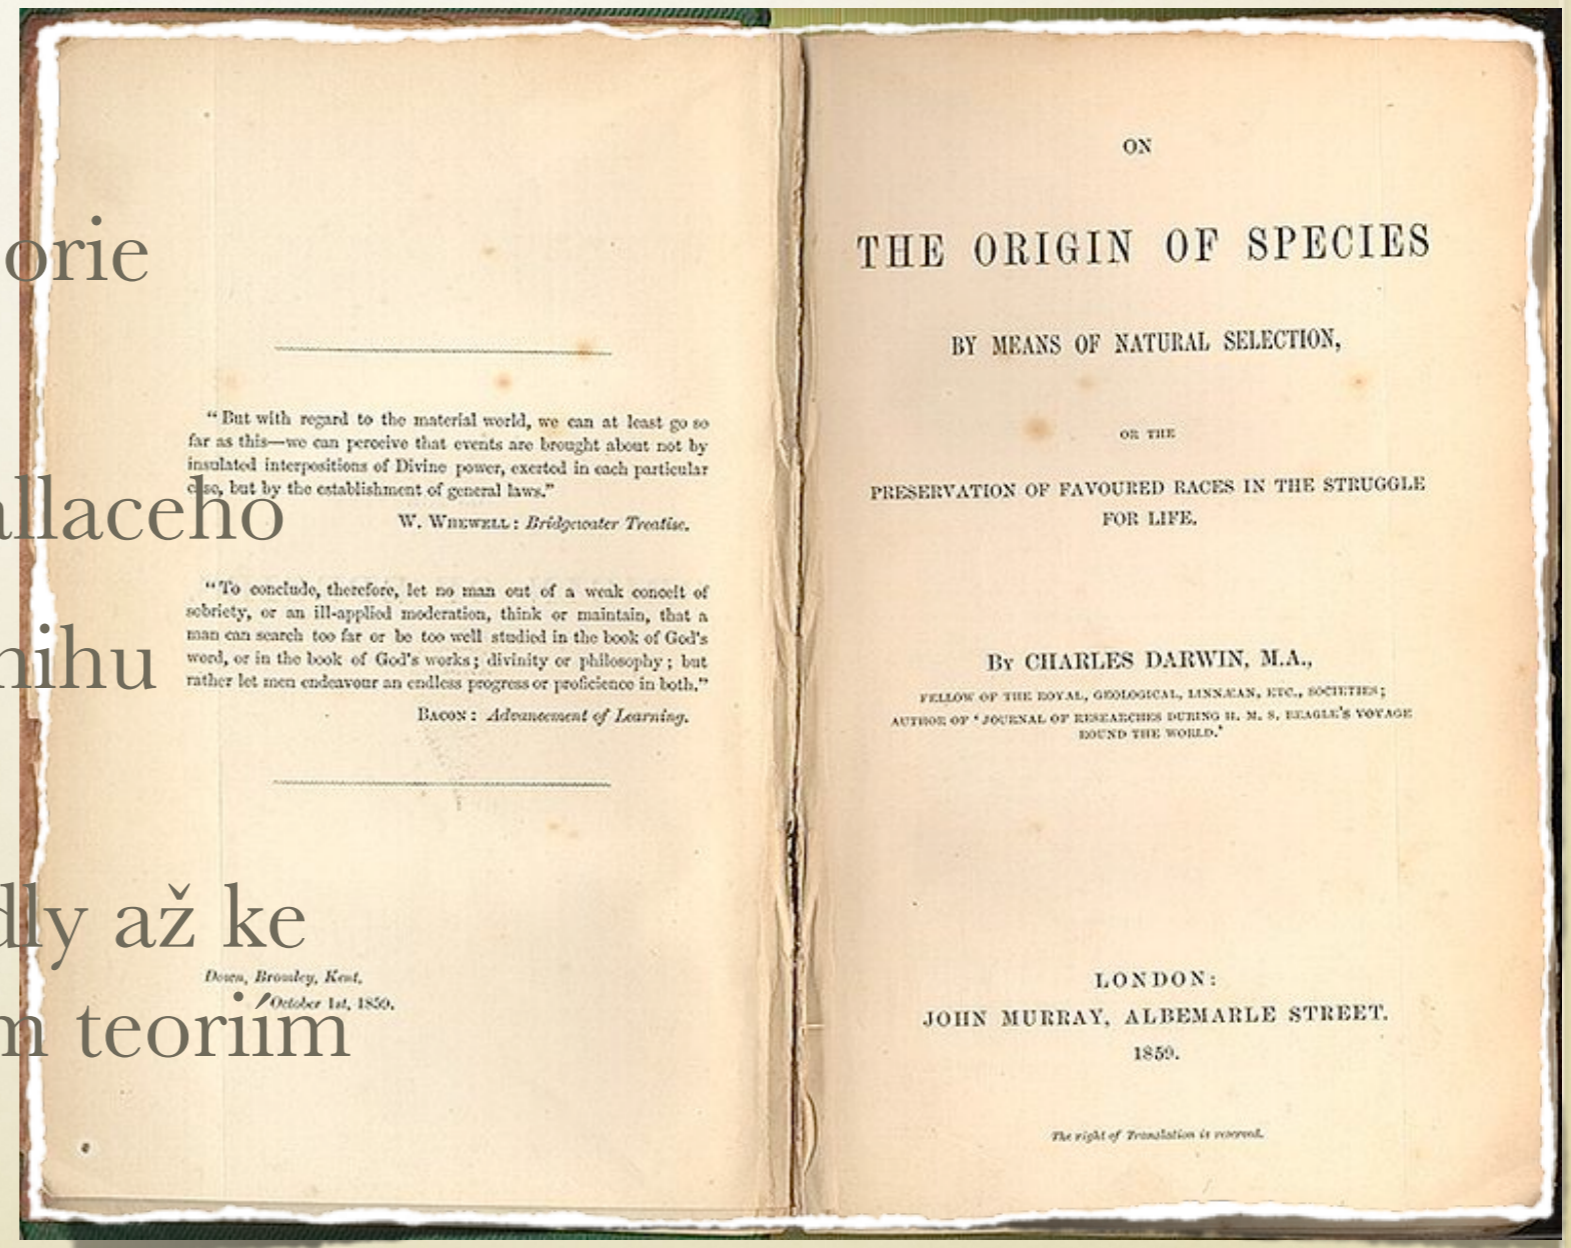 orie
allaceho
nihu
dly až ke
m teoriím
“But with regard to the material world, we can at least go so
far as this—we can perceive that events are brought about not by
insulated interpositions of Divine power, exerted in each particular
case, but by the establishment of general laws.”
W. WHEWELL: Bridgewater Treatise.
“To conclude, therefore, let no man out of a weak conceit of
sobriety, or an ill-applied moderation, think or maintain, that a
man can search too far or be too well studied in the book of God's
word, or in the book of God's works; divinity or philosophy; but
rather let men endeavour an endless progress or proficience in both.”
BACON: Advancement of Learning.
Down, Bromley, Kent,
October 1st, 1859.
ON
THE ORIGIN OF SPECIES
BY MEANS OF NATURAL SELECTION,
OR THE
PRESERVATION OF FAVOURED RACES IN THE STRUGGLE
FOR LIFE.
BY CHARLES DARWIN, M.A.,
FELLOW OF THE ROYAL, GEOLOGICAL, LINNÆAN, ETC., SOCIETIES;
AUTHOR OF ‘JOURNAL OF RESEARCHES DURING H. M. S. BEAGLE'S VOYAGE
ROUND THE WORLD.’
LONDON:
JOHN MURRAY, ALBEMARLE STREET.
1859.
The right of Translation is reserved.